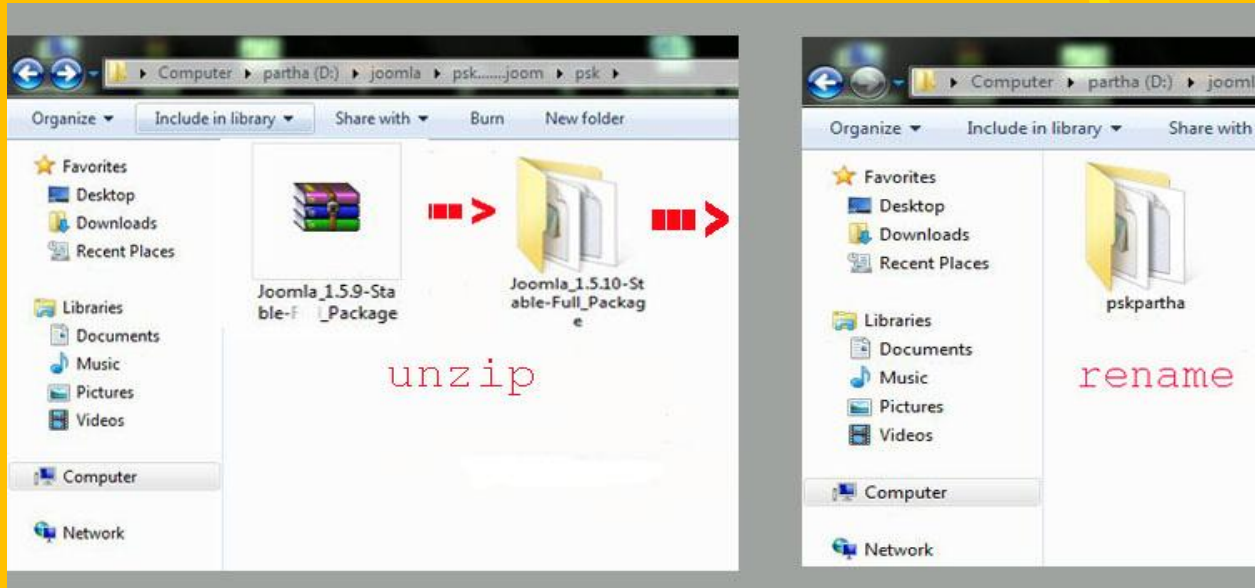 Computer partha (D:) joomla psk.......joom psk
Organize Include in library Share with Burn New folder
Favorites
Desktop
Downloads
Recent Places
Libraries
Documents
Music
Pictures
Videos
Computer
Network
Joomla_1.5.9-Sta
ble-F l_Package
Joomla_1.5.10-St
able-Full_Packag
e
unzip
Computer partha (D:) jooml
Organize Include in library Share with
Favorites
Desktop
Downloads
Recent Places
Libraries
Documents
Music
Pictures
Videos
Computer
Network
pskpartha
rename